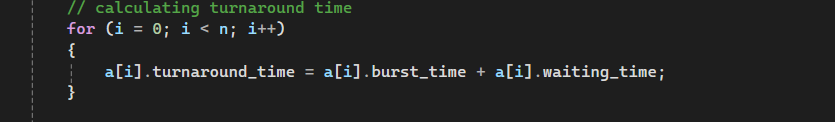 // calculating turnaround time
for (i = 0; i < n; i++)
{
a[i].turnaround_time = a[i].burst_time + a[i].waiting_time;
}